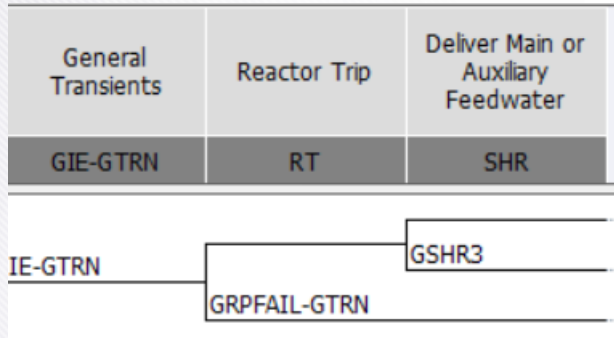 General
Transients
Reactor Trip
Deliver Main or
Auxiliary
Feedwater
GIE-GTRN
RT
SHR
GSHR3
IE-GTRN
GRPFAIL-GTRN